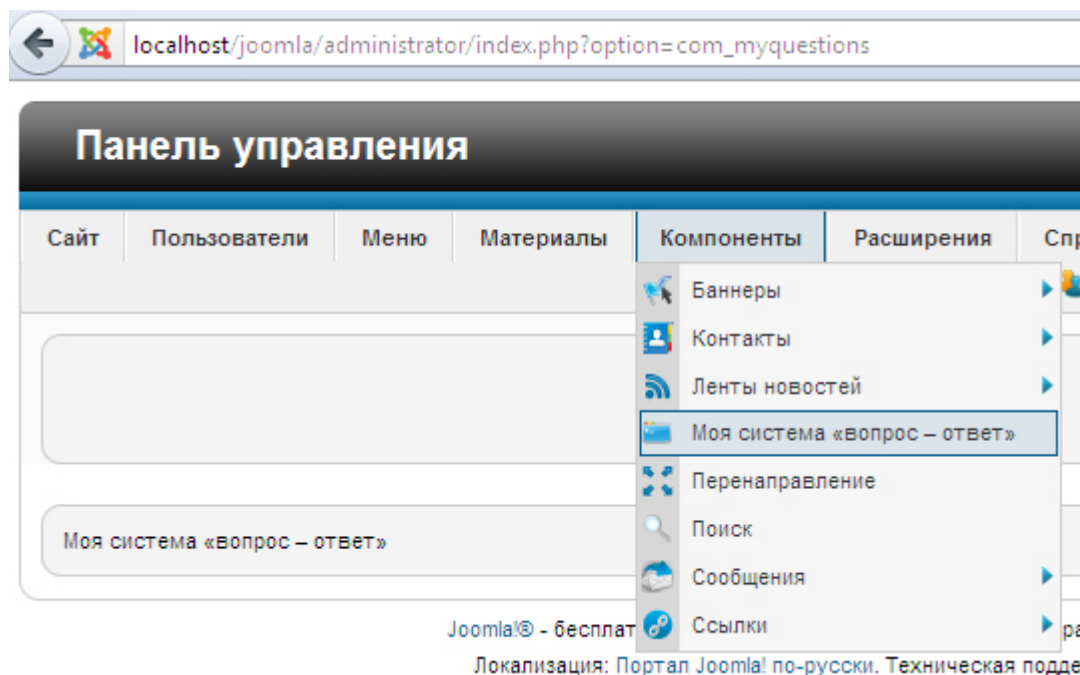 localhost/joomla/administrator/index.php?option=com_myquestions
Панель управления
Сайт Пользователи Меню Материалы Компоненты Расширения
Баннеры
Контакты
Ленты новостей
Моя система «вопрос – ответ»
Перенаправление
Поиск
Сообщения
Ссылки
Моя система «вопрос – ответ»
Joomla!® -
Локализация: Портал Joomla! по-русски. Техническая